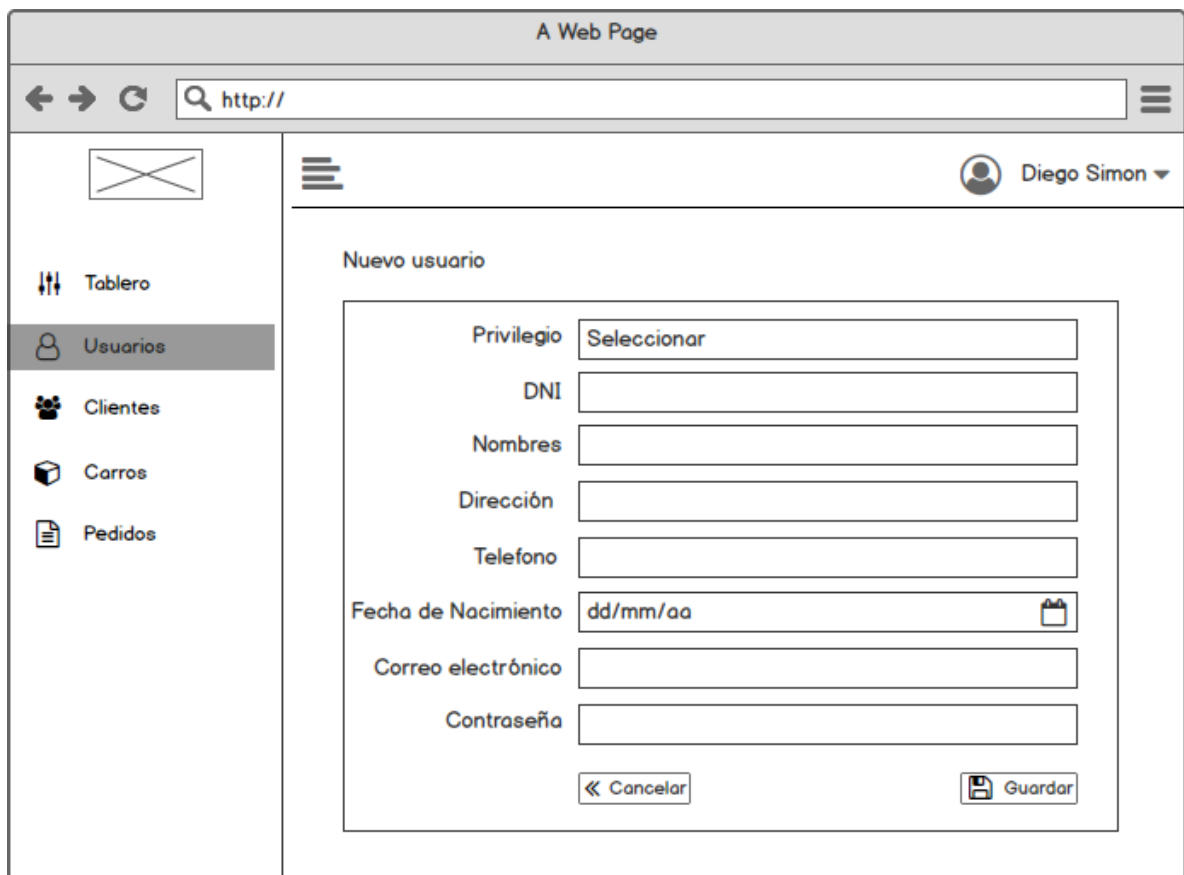 A Web Page
http://
Diego Simon
Tablero
Usuarios
Clientes
Carros
Pedidos
Nuevo usuario
Privilegio Seleccionar
DNI
Nombres
Dirección
Telefono
Fecha de Nacimiento dd/mm/aa
Correo electrónico
Contraseña
Cancelar Guardar